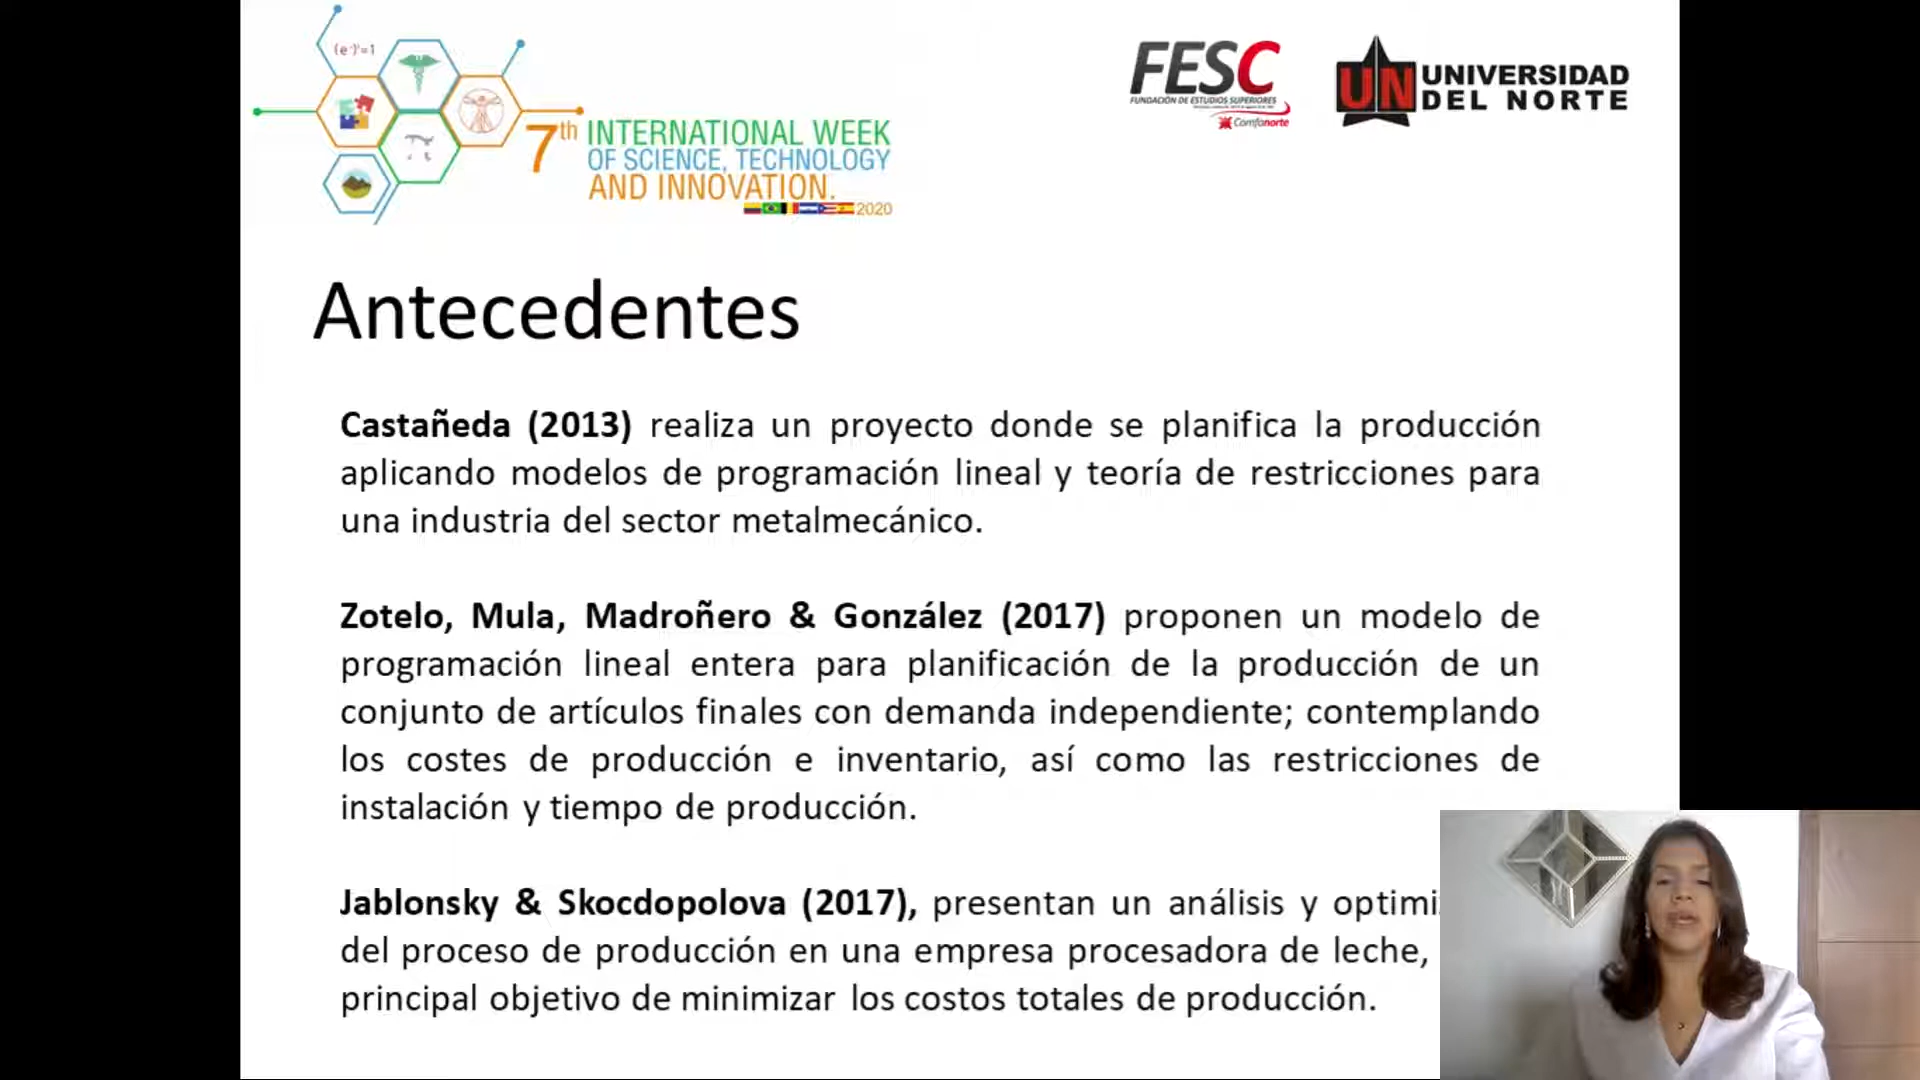 (e⁻)ⁱ=1
7th INTERNATIONAL WEEK
OF SCIENCE, TECHNOLOGY
AND INNOVATION.
2020
FESC
FUNDACIÓN DE ESTUDIOS SUPERIORES
Comfanorte
UN UNIVERSIDAD
DEL NORTE
Antecedentes
Castañeda (2013) realiza un proyecto donde se planifica la producción
aplicando modelos de programación lineal y teoría de restricciones para
una industria del sector metalmecánico.
Zotelo, Mula, Madroñero & González (2017) proponen un modelo de
programación lineal entera para planificación de la producción de un
conjunto de artículos finales con demanda independiente; contemplando
los costes de producción e inventario, así como las restricciones de
instalación y tiempo de producción.
Jablonsky & Skocdopolova (2017), presentan un análisis y optimi
del proceso de producción en una empresa procesadora de leche,
principal objetivo de minimizar los costos totales de producción.